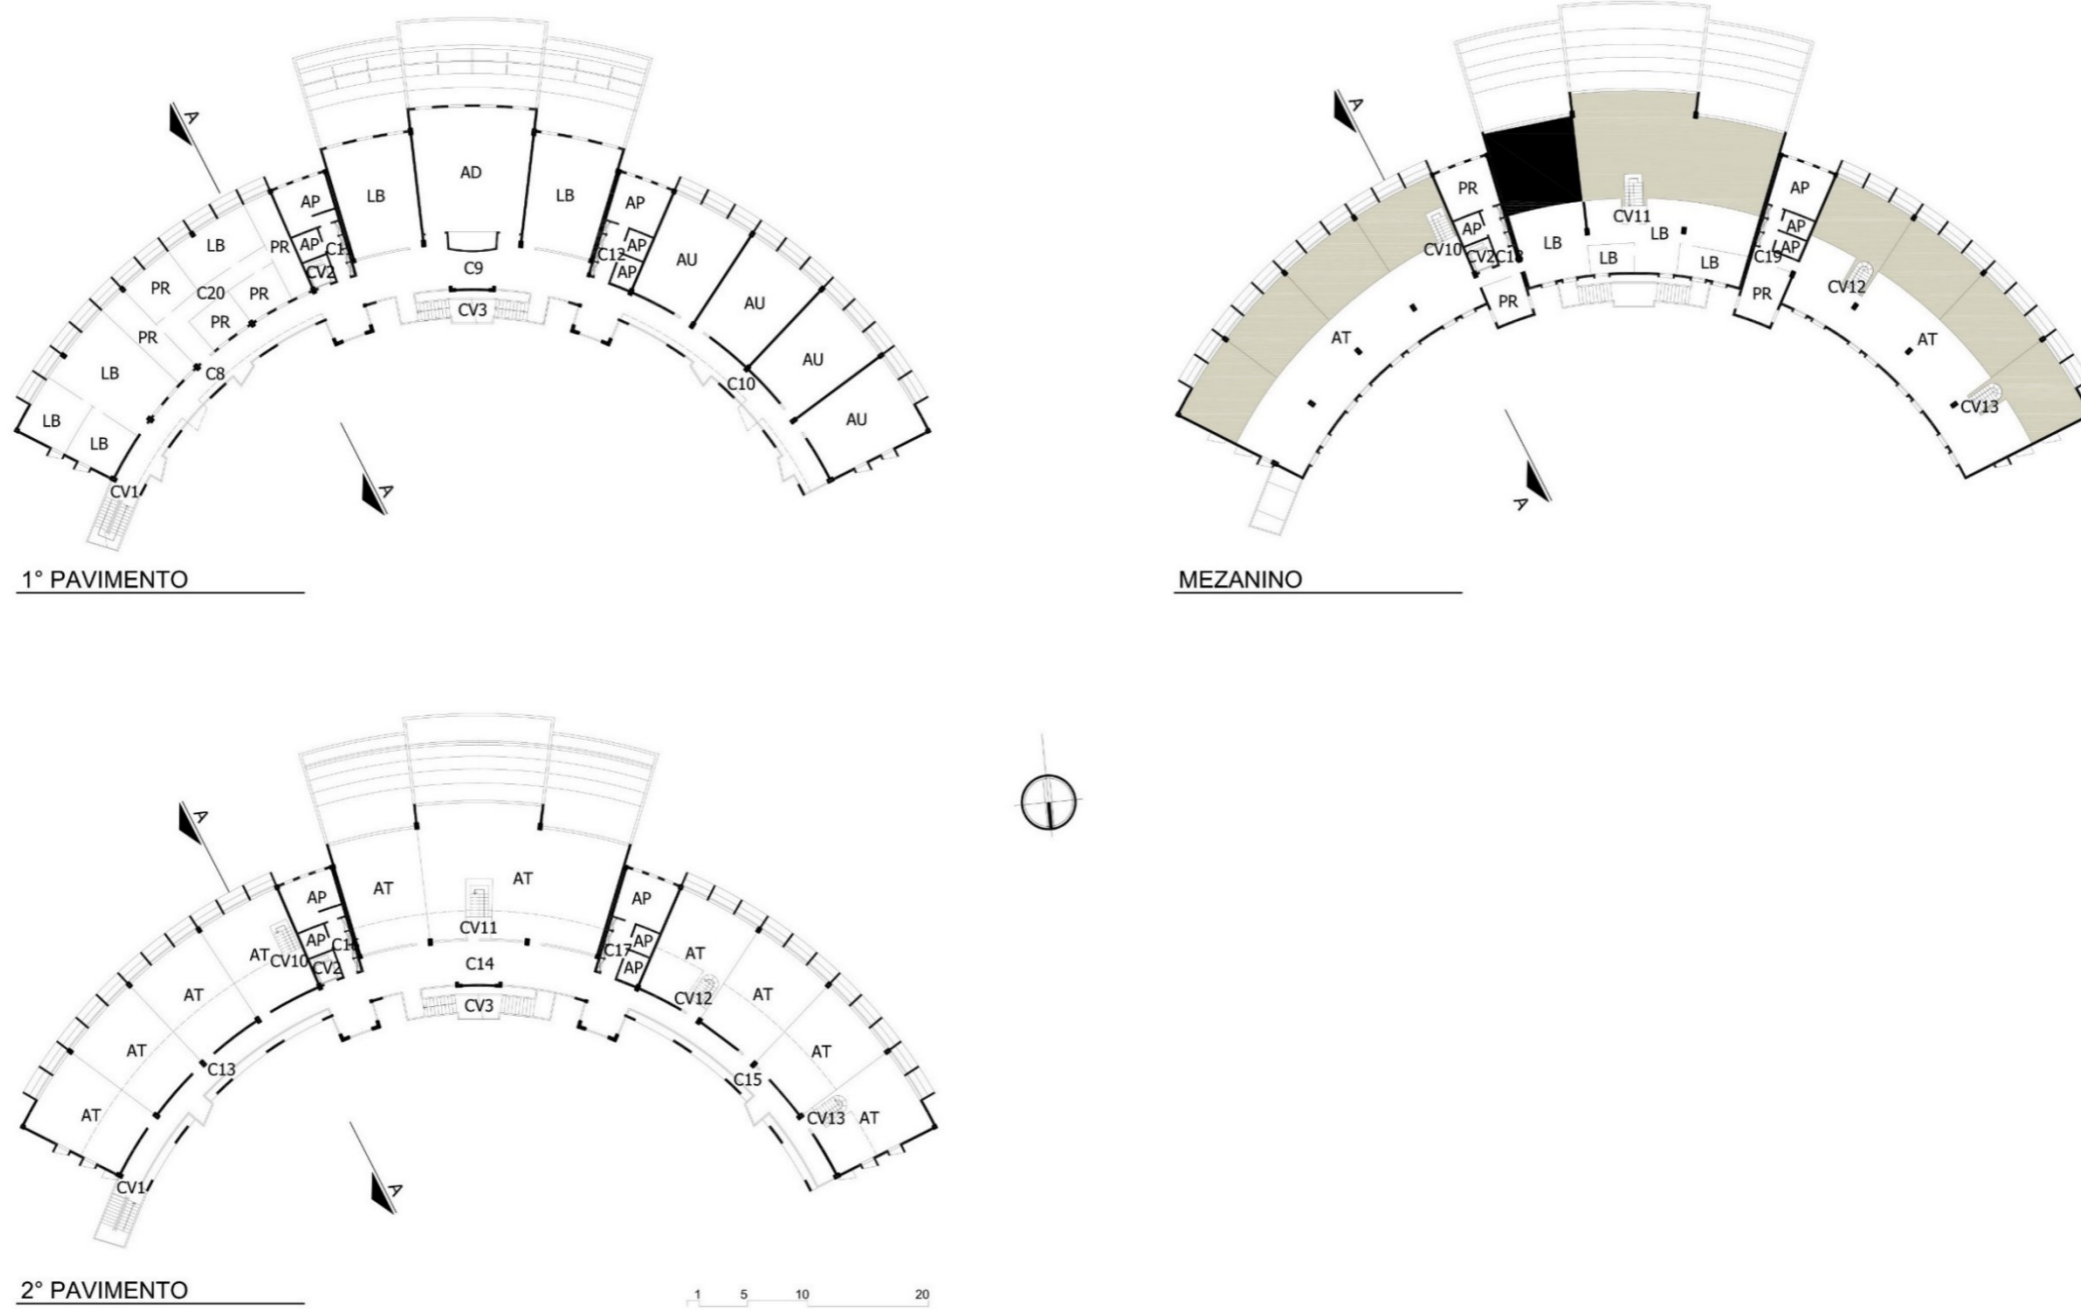 A
AD
LB
LB
AP
AP
AU
AU
AU
AU
AP
AP
AP
C12
C9
CV3
CV2
PR
LB
PR
C20
PR
PR
PR
LB
C8
LB
LB
CV1
C10
A
1° PAVIMENTO
A
PR
AP
CV10
CV2
LB
CV11
LB
LB
LB
AP
AP
AP
C19
PR
PR
CV12
AT
AT
CV13
A
MEZANINO
A
AT
AT
CV11
C14
CV3
AP
AP
CV2
AT
CV10
AT
AT
AT
C13
CV1
AP
AP
AP
C17
AT
CV12
AT
AT
C15
CV13
AT
A
2° PAVIMENTO
1 5 10 20